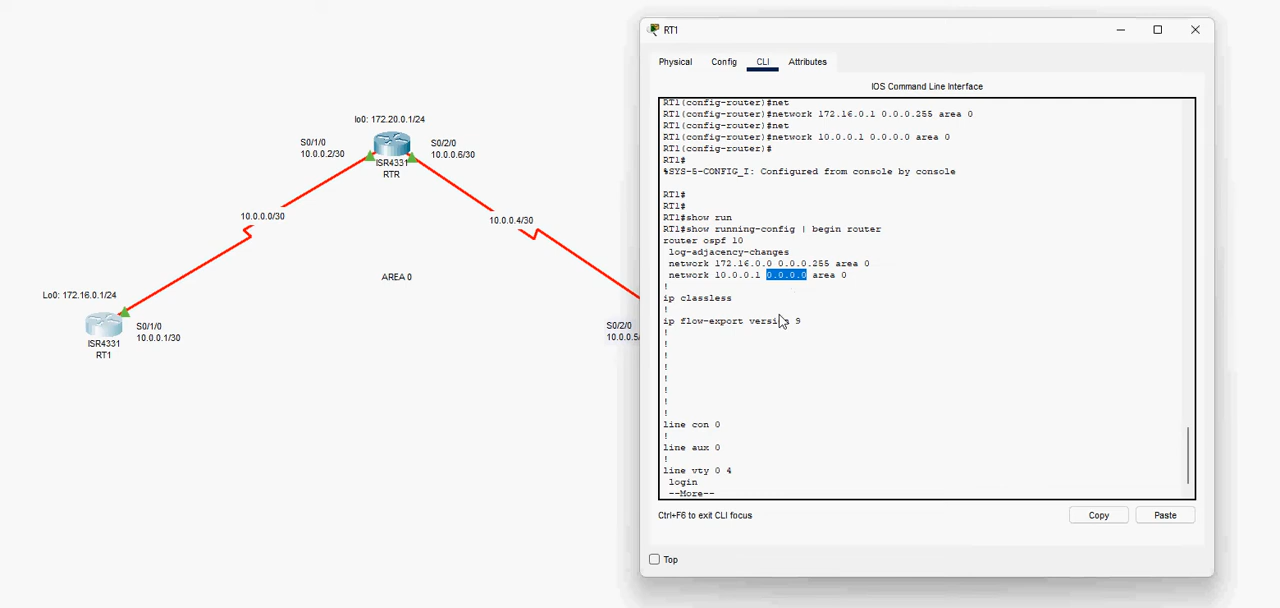 lo0: 172.20.0.1/24
S0/1/0
10.0.0.2/30
S0/2/0
10.0.0.6/30
ISR4331
RTR
10.0.0.0/30
10.0.0.4/30
AREA 0
Lo0: 172.16.0.1/24
S0/1/0
10.0.0.1/30
ISR4331
RT1
S0/2/0
10.0.0.5/
RT1
Physical
Config
CLI
Attributes
IOS Command Line Interface
RT1(config-router)#net
RT1(config-router)#network 172.16.0.1 0.0.0.255 area 0
RT1(config-router)#net
RT1(config-router)#network 10.0.0.1 0.0.0.0 area 0
RT1(config-router)#
RT1#
%SYS-5-CONFIG_I: Configured from console by console
RT1#
RT1#
RT1#show run
RT1#show running-config | begin router
router ospf 10
log-adjacency-changes
network 172.16.0.0 0.0.0.255 area 0
network 10.0.0.1 0.0.0.0 area 0
!
ip classless
!
ip flow-export version 9
!
!
!
!
!
!
!
!
line con 0
!
line aux 0
!
line vty 0 4
login
--More--
Ctrl+F6 to exit CLI focus
Copy
Paste
Top